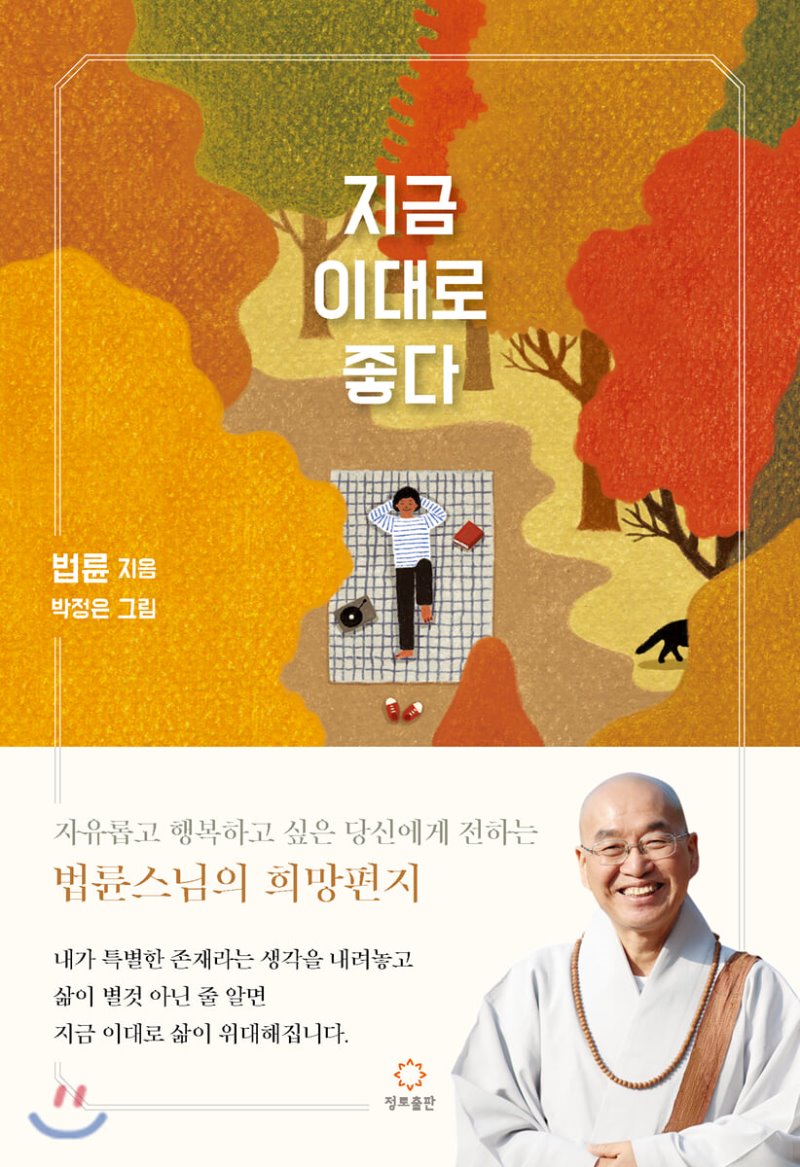 지금
이대로
좋다
법륜 지음
박정은 그림
자유롭고 행복하고 싶은 당신에게 전하는
법륜스님의 희망편지
내가 특별한 존재라는 생각을 내려놓고
삶이 별것 아닌 줄 알면
지금 이대로 삶이 위대해집니다.
정토출판